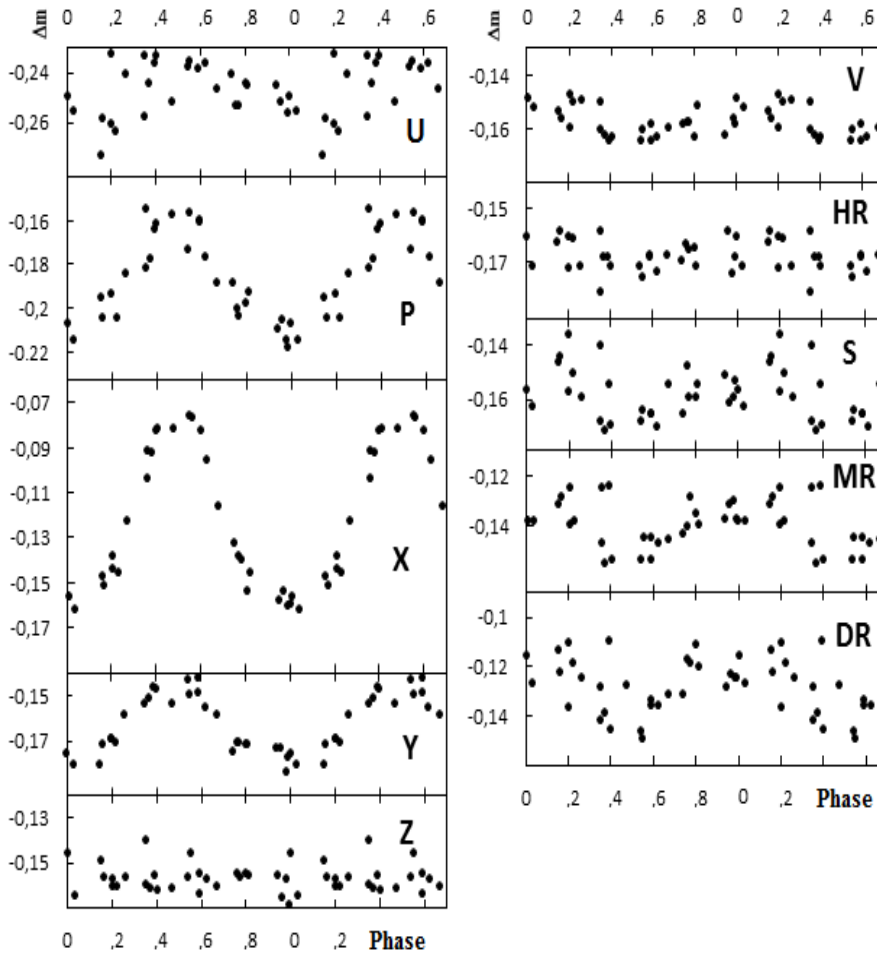 Δm
0 ,2 ,4 ,6 ,8 0 ,2 ,4 ,6
-0,24
-0,26
U
-0,16
-0,18
-0,2
-0,22
P
-0,07
-0,09
-0,11
-0,13
-0,15
-0,17
X
-0,15
-0,17
Y
-0,13
-0,15
Z
0 ,2 ,4 ,6 ,8 0 ,2 Phase
Δm
0 ,2 ,4 ,6 ,8 0 ,2 ,4 ,6
-0,14
-0,16
V
-0,15
-0,17
HR
-0,14
-0,16
S
-0,12
-0,14
MR
-0,1
-0,12
-0,14
DR
0 ,2 ,4 ,6 ,8 0 ,2 Phase